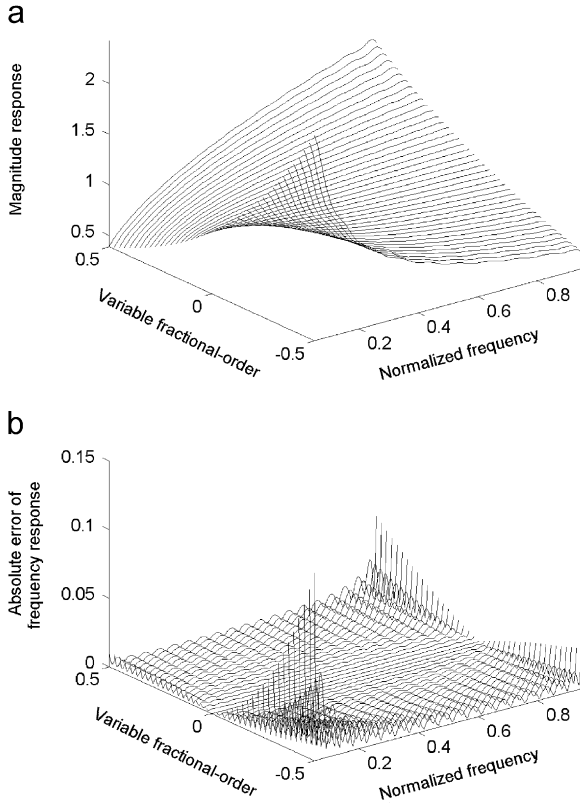 a
Magnitude response
2
1.5
1
0.5
0.5
0
-0.5
Variable fractional-order
0.2
0.4
0.6
0.8
Normalized frequency
b
Absolute error of
frequency response
0.15
0.1
0.05
0
0.5
0
-0.5
Variable fractional-order
0.2
0.4
0.6
0.8
Normalized frequency